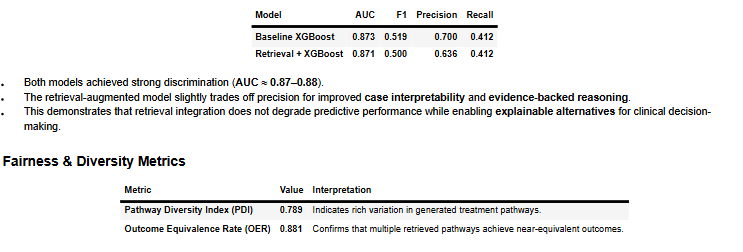 Model AUC F1 Precision Recall
Baseline XGBoost 0.873 0.519 0.700 0.412
Retrieval + XGBoost 0.871 0.500 0.636 0.412
• Both models achieved strong discrimination (AUC ≈ 0.87–0.88).
• The retrieval-augmented model slightly trades off precision for improved case interpretability and evidence-backed reasoning.
• This demonstrates that retrieval integration does not degrade predictive performance while enabling explainable alternatives for clinical decision-
making.
Fairness & Diversity Metrics
Metric Value Interpretation
Pathway Diversity Index (PDI) 0.789 Indicates rich variation in generated treatment pathways.
Outcome Equivalence Rate (OER) 0.881 Confirms that multiple retrieved pathways achieve near-equivalent outcomes.